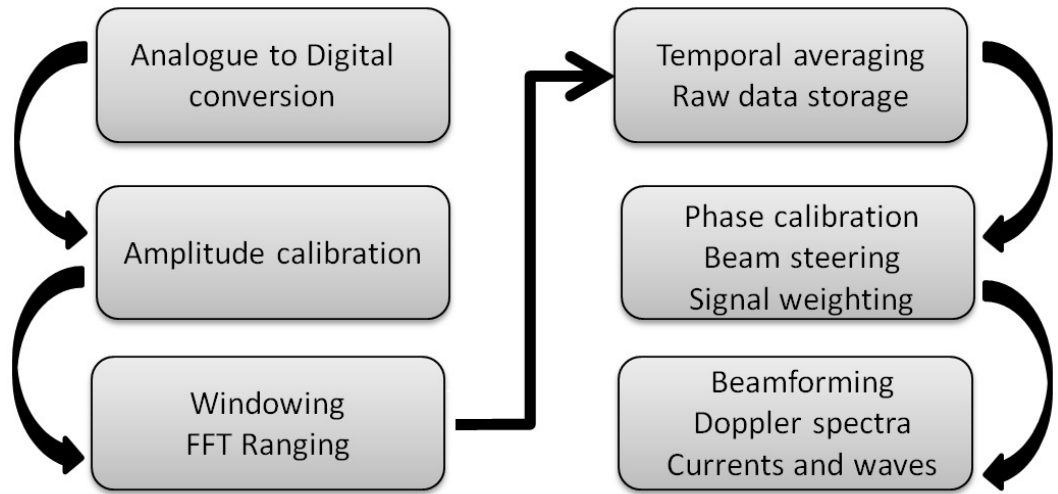 Analogue to Digital
conversion
Amplitude calibration
Windowing
FFT Ranging
Temporal averaging
Raw data storage
Phase calibration
Beam steering
Signal weighting
Beamforming
Doppler spectra
Currents and waves